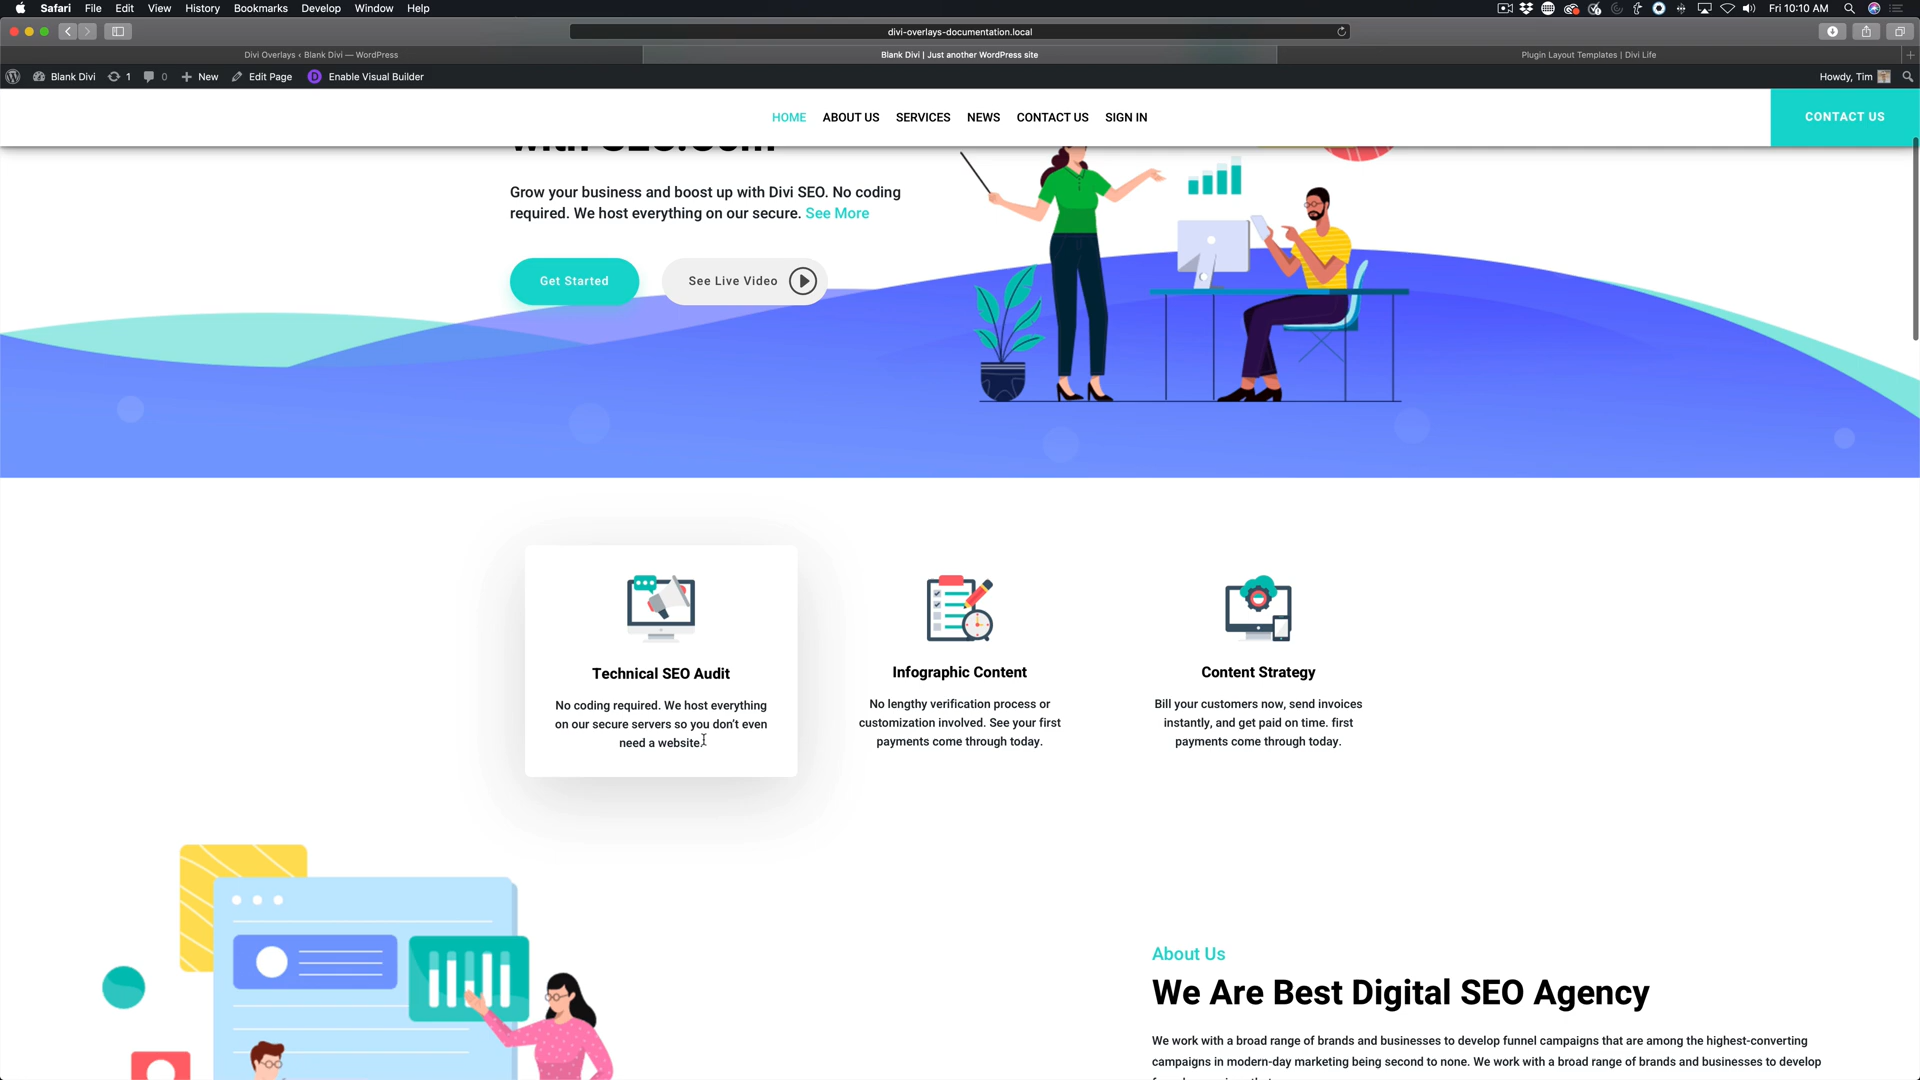 Safari File Edit View History Bookmarks Develop Window Help
Fri 10:10 AM
divi-overlays-documentation.local
Divi Overlays ‹ Blank Divi — WordPress
Blank Divi | Just another WordPress site
Plugin Layout Templates | Divi Life
Blank Divi 1 0 New Edit Page Enable Visual Builder
Howdy, Tim
HOME ABOUT US SERVICES NEWS CONTACT US SIGN IN
CONTACT US
with SEO.Com
Grow your business and boost up with Divi SEO. No coding
required. We host everything on our secure. See More
Get Started
See Live Video
Technical SEO Audit
No coding required. We host everything
on our secure servers so you don't even
need a website.
Infographic Content
No lengthy verification process or
customization involved. See your first
payments come through today.
Content Strategy
Bill your customers now, send invoices
instantly, and get paid on time. first
payments come through today.
About Us
We Are Best Digital SEO Agency
We work with a broad range of brands and businesses to develop funnel campaigns that are among the highest-converting
campaigns in modern-day marketing being second to none. We work with a broad range of brands and businesses to develop